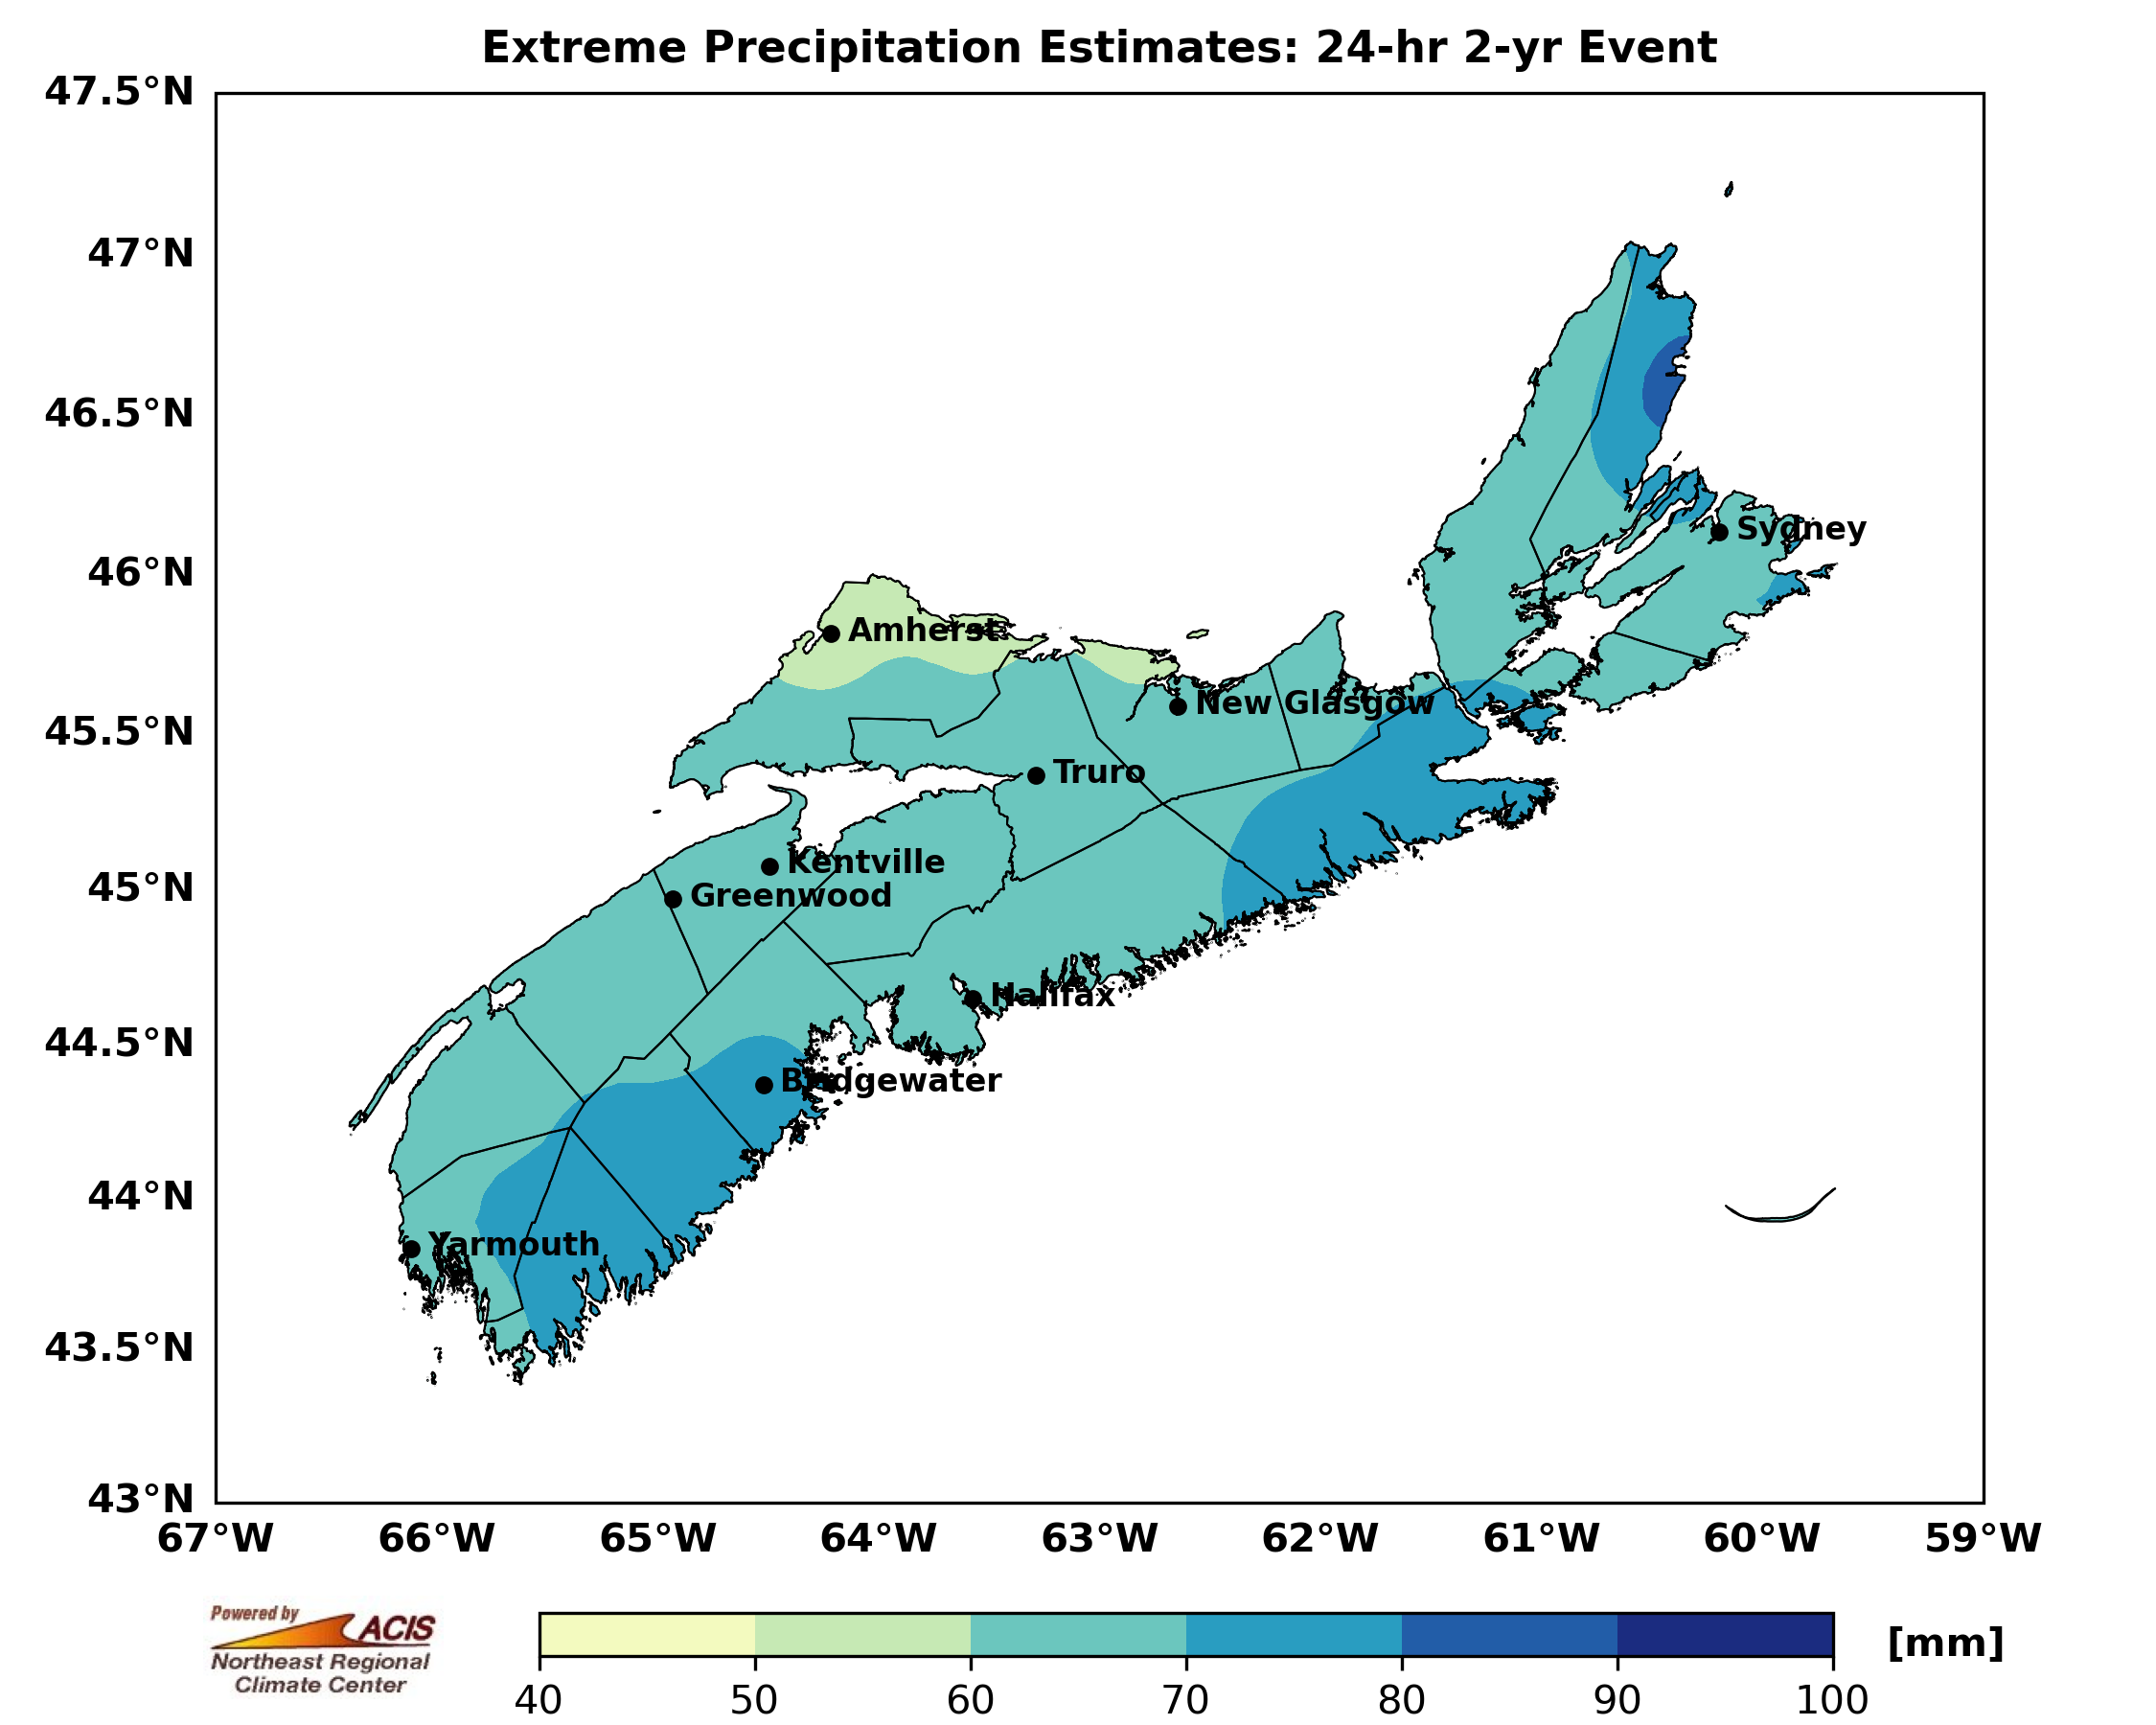 Extreme Precipitation Estimates: 24-hr 2-yr Event
47.5°N
47°N
46.5°N
46°N
45.5°N
45°N
44.5°N
44°N
43.5°N
43°N
Sydney
Amherst
New Glasgow
Truro
Kentville
Greenwood
Halifax
Bridgewater
Yarmouth
67°W 66°W 65°W 64°W 63°W 62°W 61°W 60°W 59°W
Powered by
ACIS
Northeast Regional
Climate Center
[mm]
40 50 60 70 80 90 100